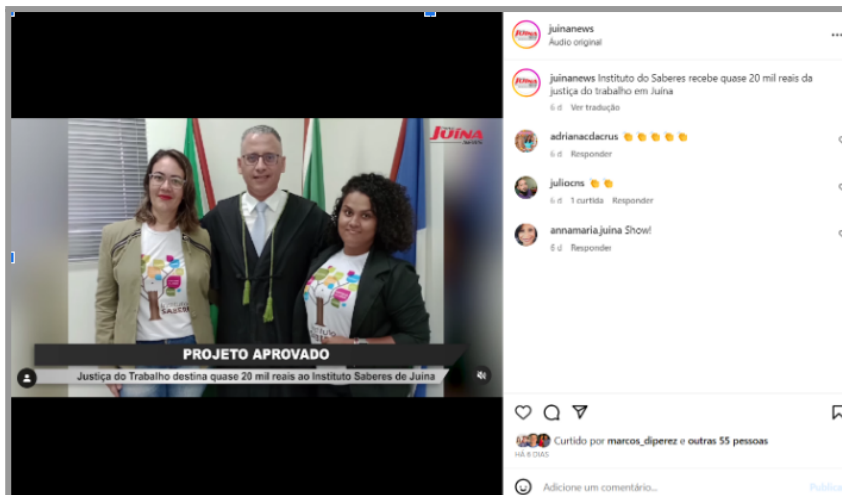 juinanews
Áudio original
juinanews Instituto do Saberes recebe quase 20 mil reais da
justiça do trabalho em Juína
6 d Ver tradução
adrianacdacrus 👏👏👏👏👏
6 d Responder
juliocns 👏👏
6 d 1 curtida Responder
annamaria.juina Show!
6 d Responder
JUÍNA
SABERES
Instituto
PROJETO APROVADO
Justiça do Trabalho destina quase 20 mil reais ao Instituto Saberes de Juína
Curtido por marcos_diperez e outras 55 pessoas
HÁ 6 DIAS
Adicione um comentário...
Publica